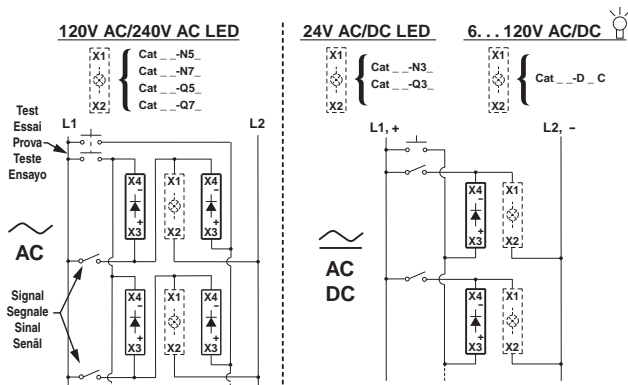 120V AC/240V AC LED
X1
X2
Cat _ _-N5_
Cat _ _-N7_
Cat _ _-Q5_
Cat _ _-Q7_
Test
Essai
Prova
Teste
Ensayo
L1
L2
X4
−
+
X3
X1
X2
X4
−
+
X3
AC
Signal
Segnale
Sinal
Senãl
X4
−
+
X3
X1
X2
X4
−
+
X3
24V AC/DC LED
X1
X2
Cat _ _-N3_
Cat _ _-Q3_
6. . . 120V AC/DC
X1
X2
Cat _ _-D _ C
L1, +
L2, −
X4
−
+
X3
X1
X2
AC
DC
X4
−
+
X3
X1
X2